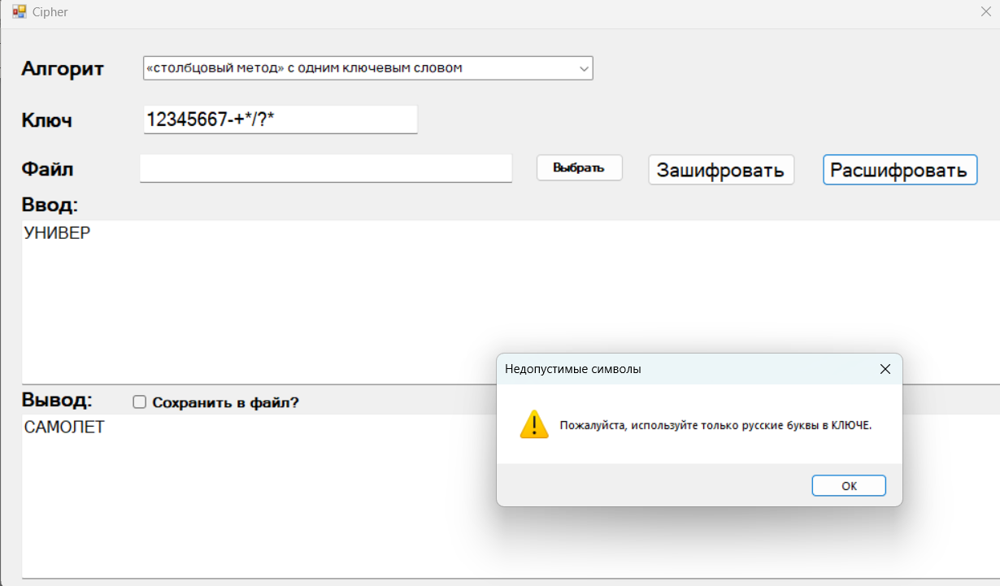 Cipher
Алгорит «столбцовый метод» с одним ключевым словом
Ключ 12345667-+*/?*
Файл Выбрать Зашифровать Расшифровать
Ввод:
УНИВЕР
Недопустимые символы
Вывод: Сохранить в файл?
САМОЛЕТ
Пожалуйста, используйте только русские буквы в КЛЮЧЕ.
ОК